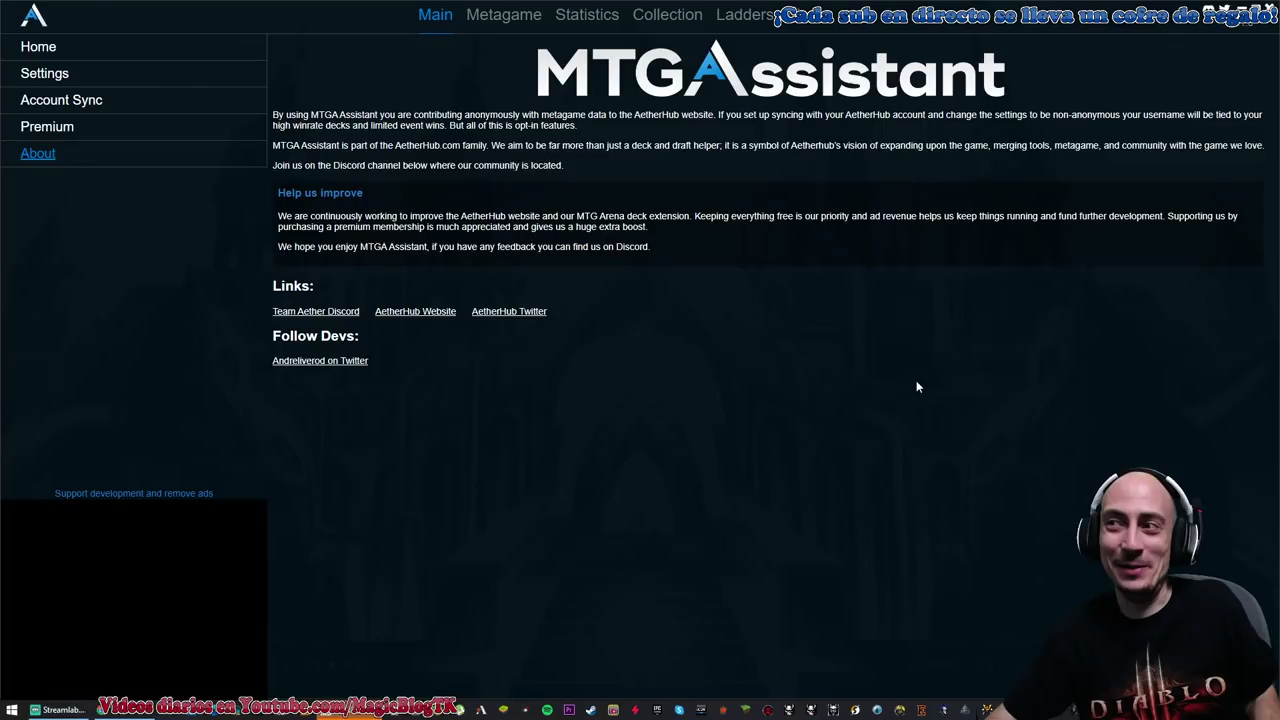 Main Metagame Statistics Collection Ladders
¡Cada sub en directo se lleva un cofre de regalo!
Home
Settings
Account Sync
Premium
About
MTGAssistant
By using MTGA Assistant you are contributing anonymously with metagame data to the AetherHub website. If you set up syncing with your AetherHub account and change the settings to be non-anonymous your username will be tied to your
high winrate decks and limited event wins. But all of this is opt-in features.
MTGA Assistant is part of the AetherHub.com family. We aim to be far more than just a deck and draft helper; it is a symbol of Aetherhub's vision of expanding upon the game, merging tools, metagame, and community with the game we love.
Join us on the Discord channel below where our community is located.
Help us improve
We are continuously working to improve the AetherHub website and our MTG Arena deck extension. Keeping everything free is our priority and ad revenue helps us keep things running and fund further development. Supporting us by
purchasing a premium membership is much appreciated and gives us a huge extra boost.
We hope you enjoy MTGA Assistant, if you have any feedback you can find us on Discord.
Links:
Team Aether Discord AetherHub Website AetherHub Twitter
Follow Devs:
Andreliverod on Twitter
Support development and remove ads
DIABLO
Streamlab...
Videos diarios en Youtube.com/MagicBlogTK